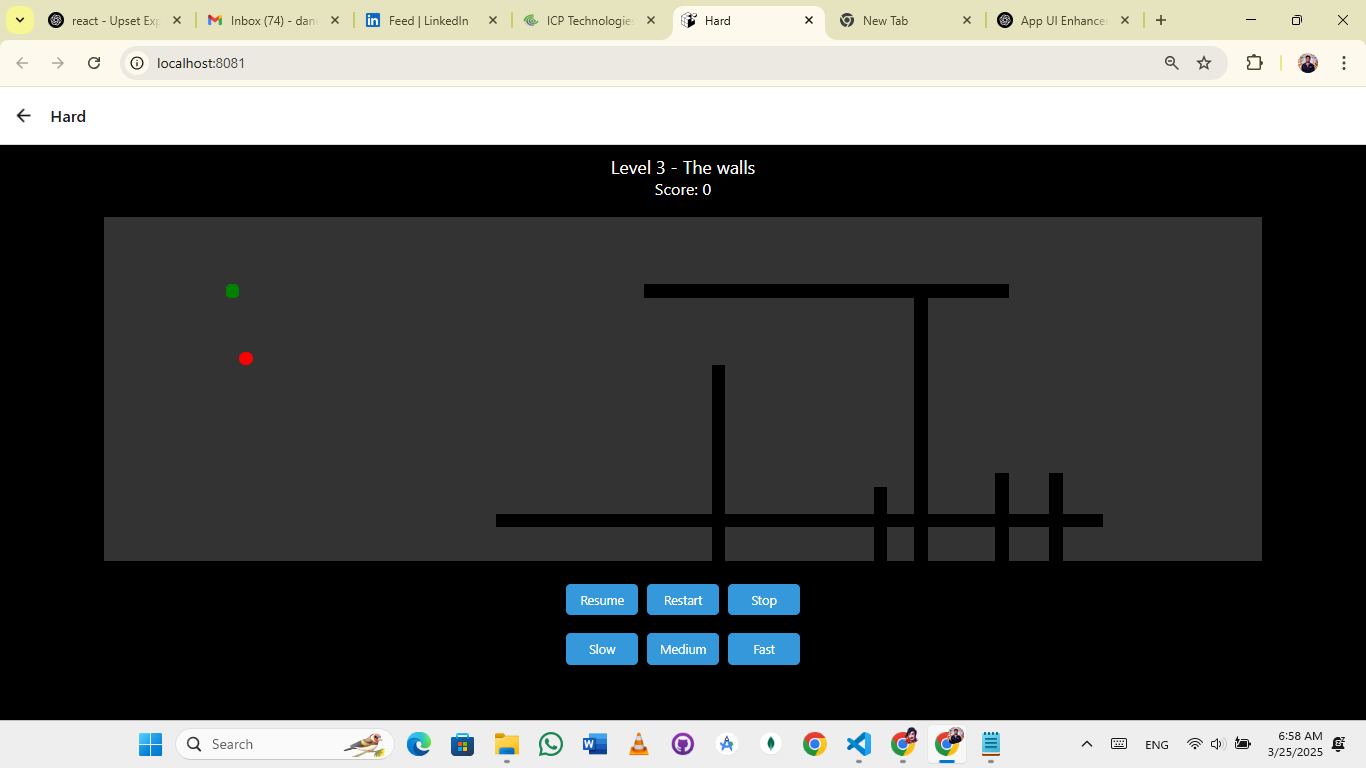 react - Upset Exp
Inbox (74) - dan
Feed | LinkedIn
ICP Technologie
Hard
New Tab
App UI Enhance
localhost:8081
Hard
Level 3 - The walls
Score: 0
Resume Restart Stop
Slow Medium Fast
Search
ENG
6:58 AM
3/25/2025